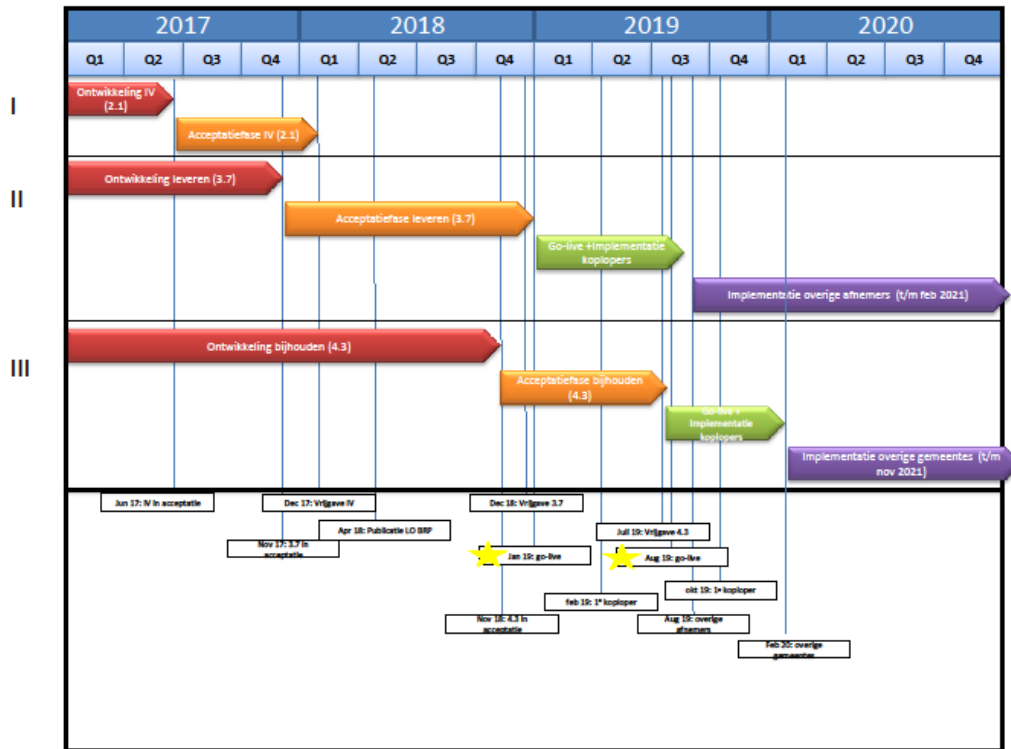 2017 2018 2019 2020
Q1 Q2 Q3 Q4 Q1 Q2 Q3 Q4 Q1 Q2 Q3 Q4 Q1 Q2 Q3 Q4
I
Ontwikkeling IV
(2.1)
Acceptatiefase IV (2.1)
II
Ontwikkeling leveren (3.7)
Acceptatiefase leveren (3.7)
Go-live +Implementatie
koplopers
Implementatie overige afnemers (t/m feb 2021)
III
Ontwikkeling bijhouden (4.3)
Acceptatiefase bijhouden
(4.3)
Go-live +
Implementatie
koplopers
Implementatie overige gemeentes (t/m
nov 2021)
Jun 17: IV in acceptatie
Dec 17: Vrijgave IV
Dec 18: Vrijgave 3.7
Apr 18: Publicatie LO BRP
Juli 19: Vrijgave 4.3
Nov 17: 3.7 in
acceptatie
Jan 19: go-live
Aug 19: go-live
okt 19: 1e koploper
feb 19: 1e koploper
Nov 18: 4.3 in
acceptatie
Aug 19: overige
afnemers
Feb 20: overige
gemeentes